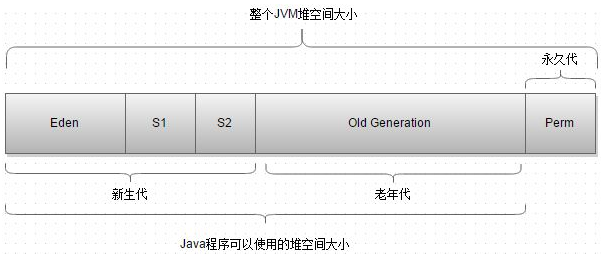 整个JVM堆空间大小
永久代
Eden S1 S2 Old Generation Perm
新生代 老年代
Java程序可以使用的堆空间大小